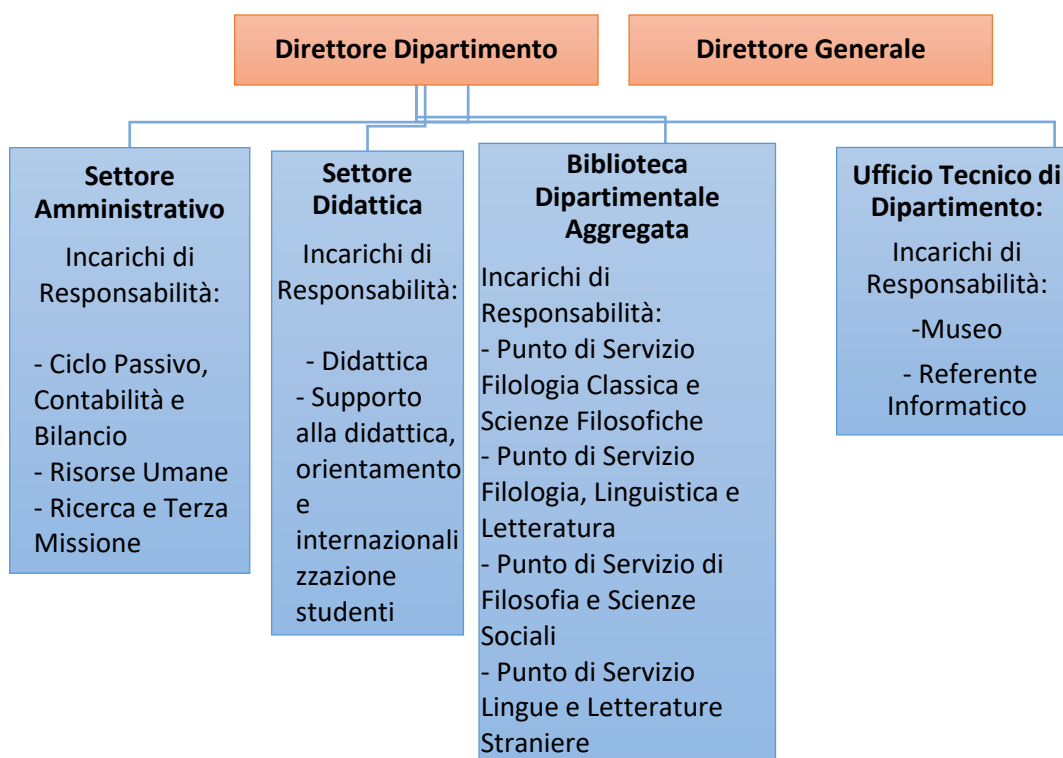 Direttore Dipartimento
Direttore Generale
Settore
Amministrativo
Incarichi di
Responsabilità:
- Ciclo Passivo,
Contabilità e
Bilancio
- Risorse Umane
- Ricerca e Terza
Missione
Settore
Didattica
Incarichi di
Responsabilità:
- Didattica
- Supporto
alla didattica,
orientamento
e
internazionali
zzazione
studenti
Biblioteca
Dipartimentale
Aggregata
Incarichi di
Responsabilità:
- Punto di Servizio
Filologia Classica e
Scienze Filosofiche
- Punto di Servizio
Filologia, Linguistica e
Letteratura
- Punto di Servizio di
Filosofia e Scienze
Sociali
- Punto di Servizio
Lingue e Letterature
Straniere
Ufficio Tecnico di
Dipartimento:
Incarichi di
Responsabilità:
-Museo
- Referente
Informatico